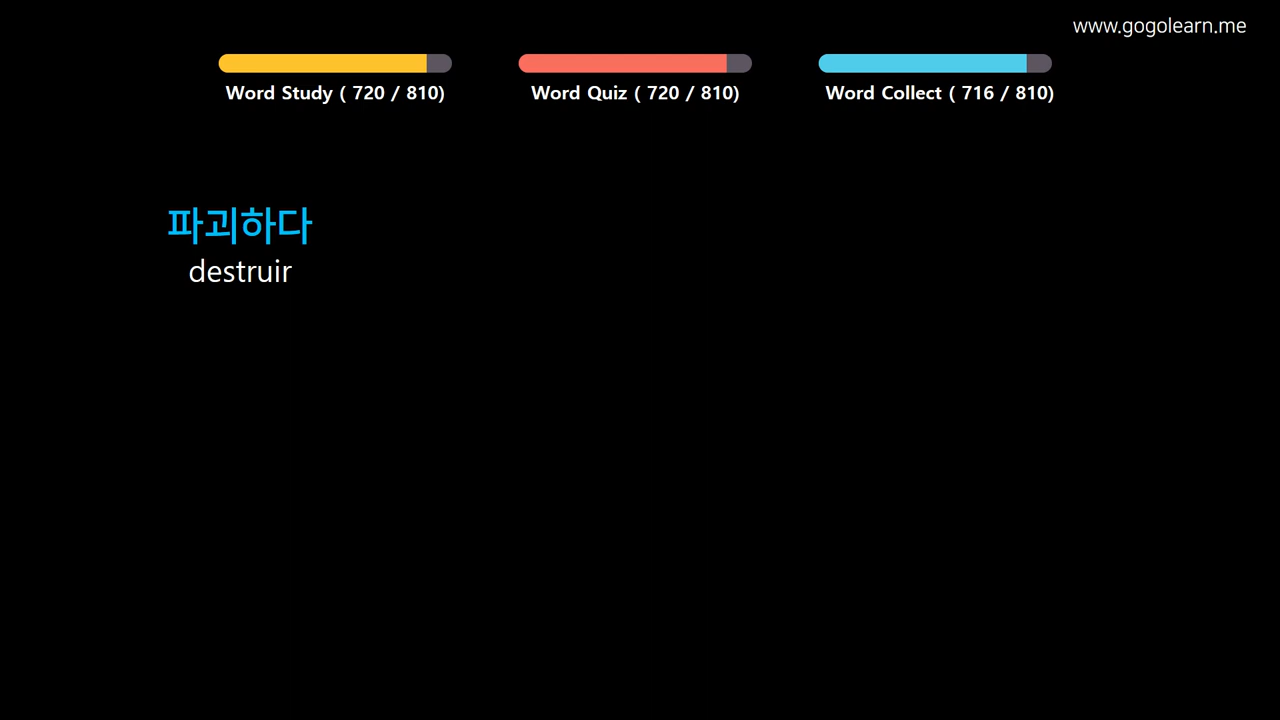 www.gogolearn.me
Word Study ( 720 / 810)
Word Quiz ( 720 / 810)
Word Collect ( 716 / 810)
파괴하다
destruir